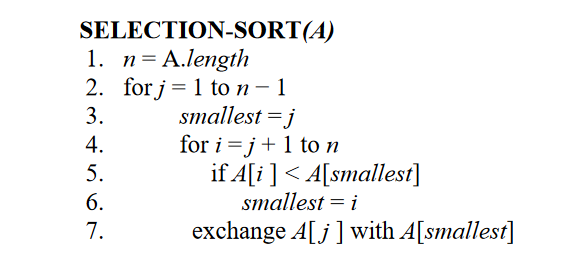 SELECTION-SORT(A)
1. n = A.length
2. for j = 1 to n − 1
3. smallest = j
4. for i = j + 1 to n
5. if A[i ] < A[smallest]
6. smallest = i
7. exchange A[ j ] with A[smallest]